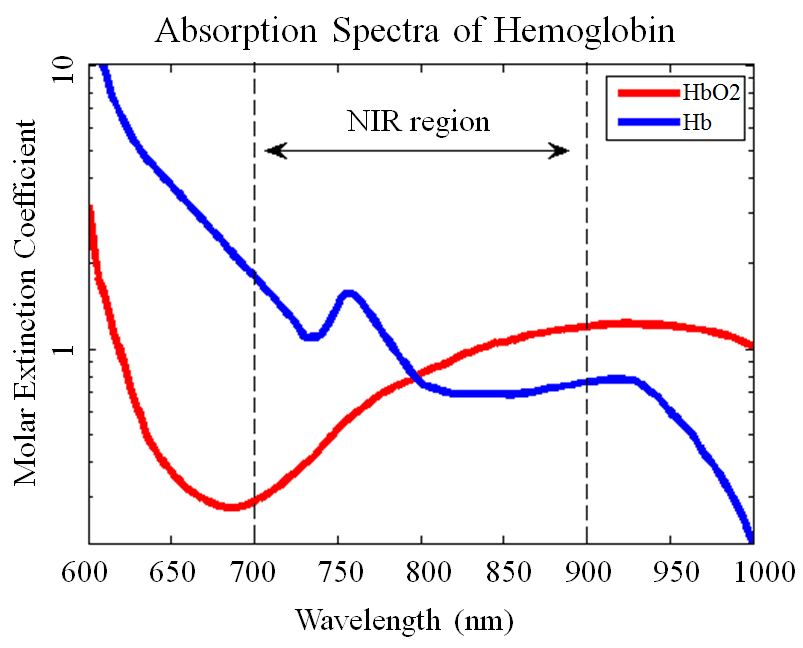 Absorption Spectra of Hemoglobin
10
1
Molar Extinction Coefficient
NIR region
HbO2
Hb
600 650 700 750 800 850 900 950 1000
Wavelength (nm)